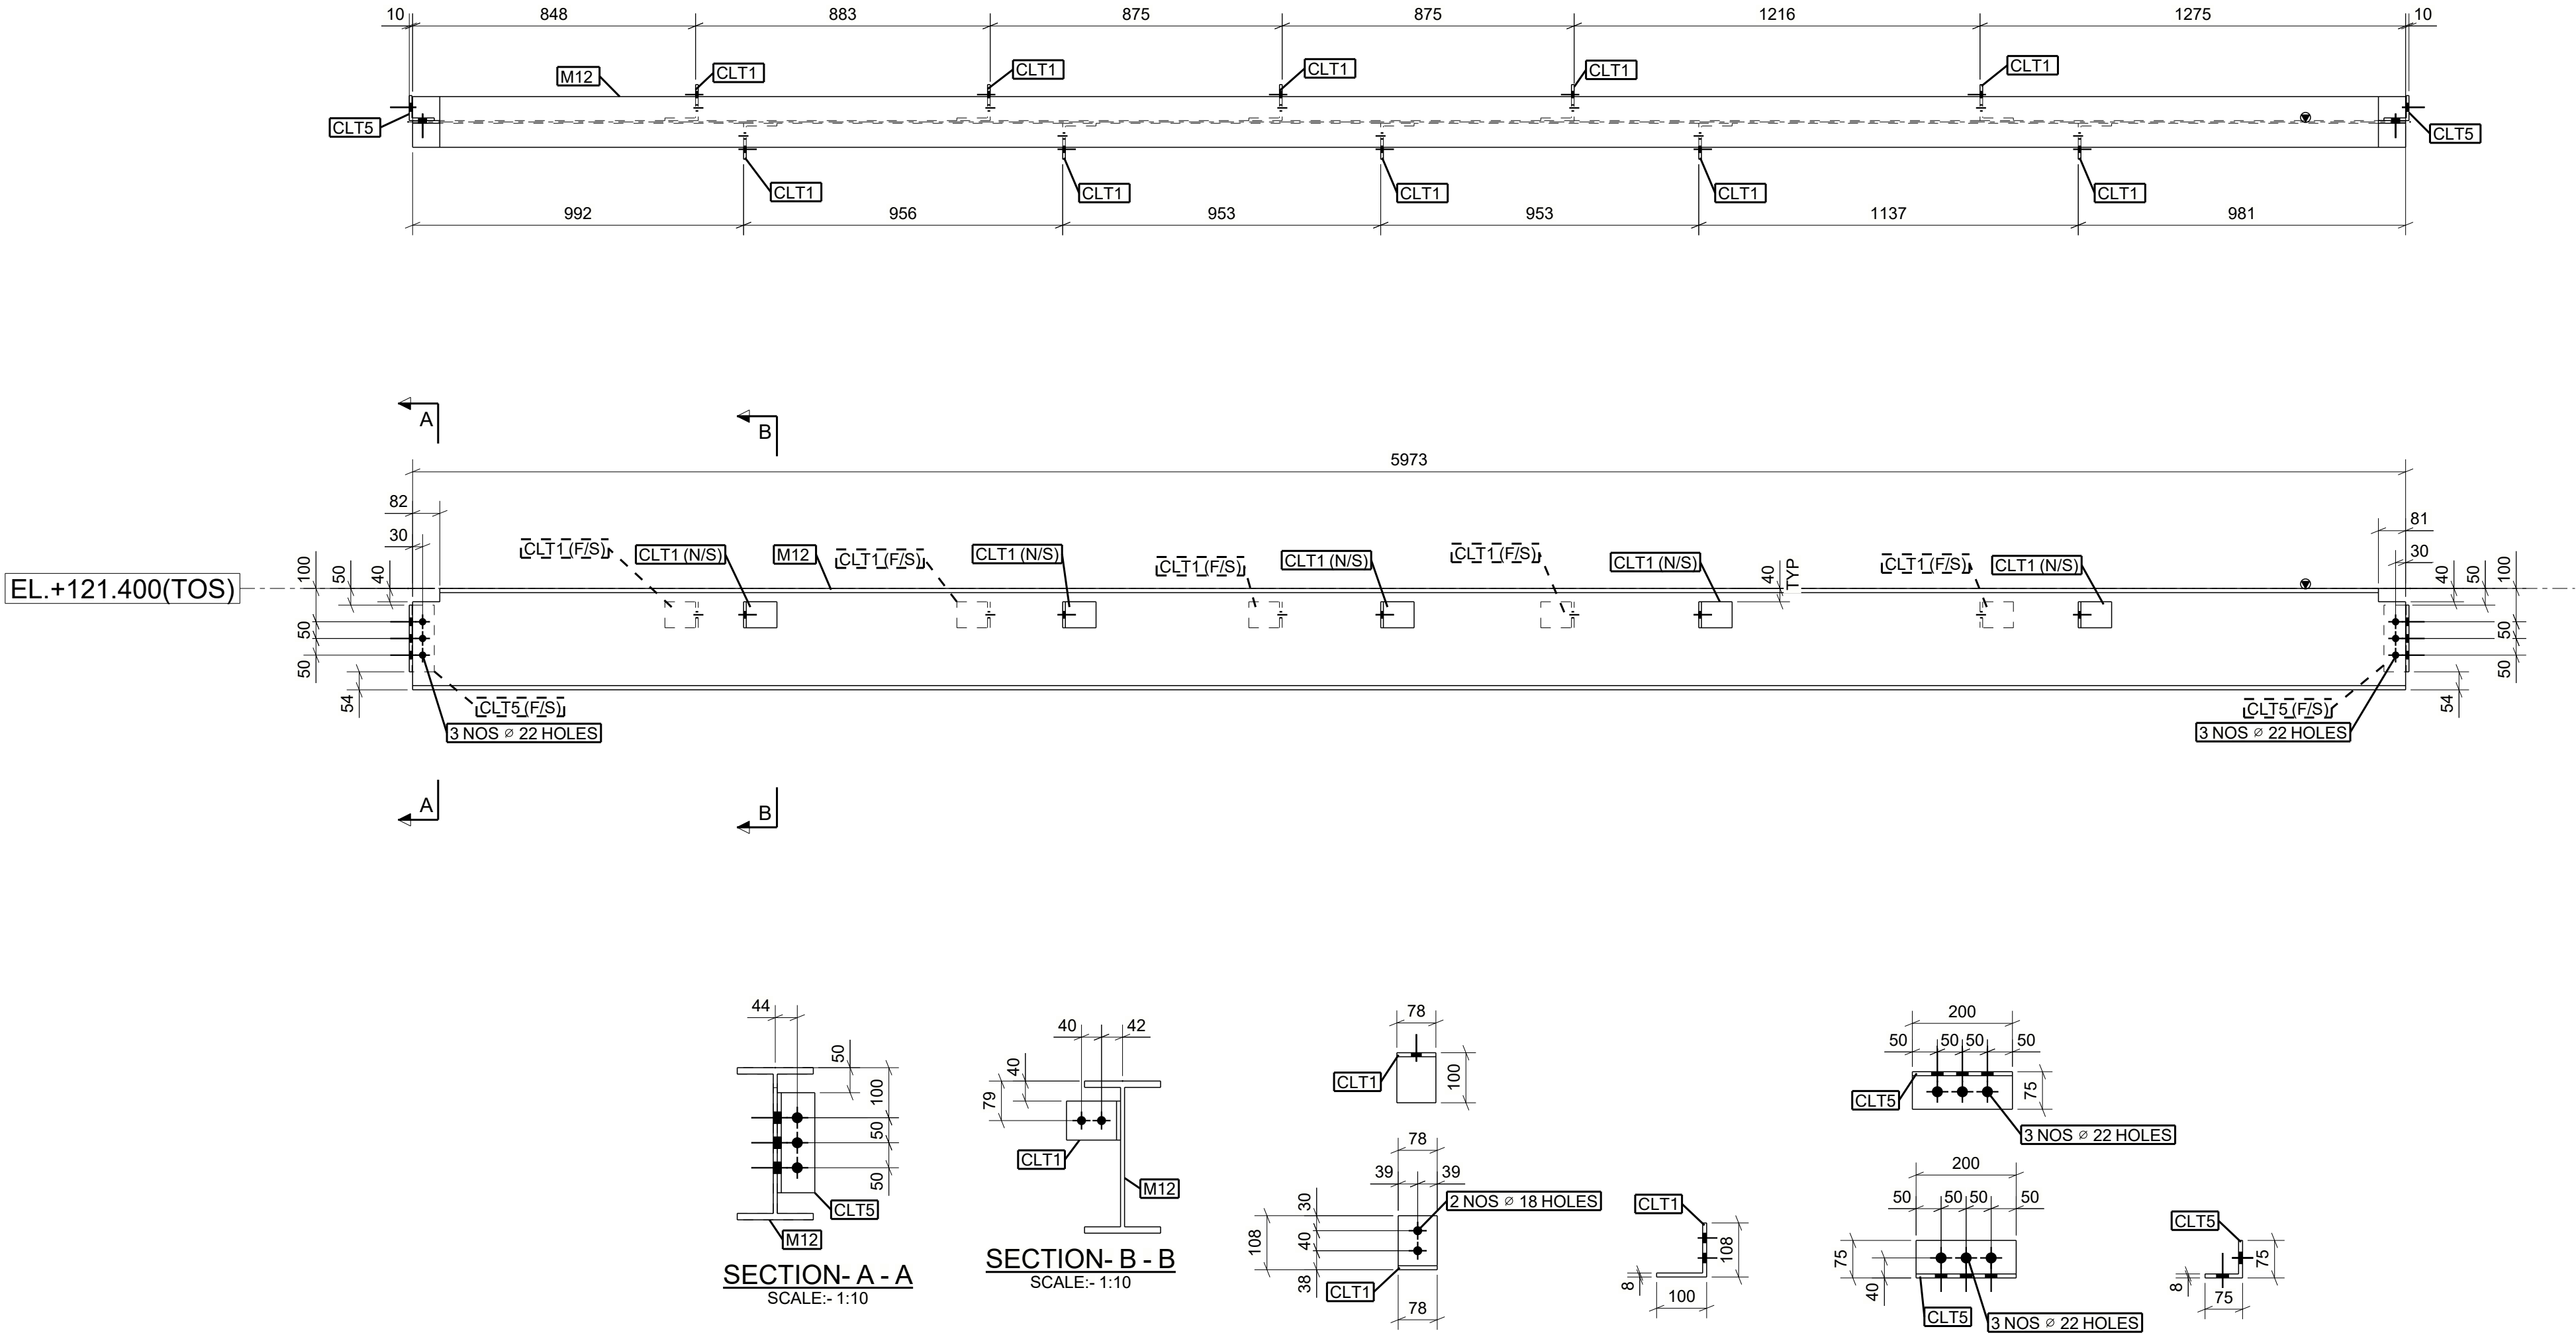 10 848 883 875 875 1216 1275 10
M12 CLT1 CLT1 CLT1 CLT1 CLT1
CLT5 CLT5
CLT1 CLT1 CLT1 CLT1 CLT1
992 956 953 953 1137 981
A B
5973
82 81
30 30
CLT1 (F/S) CLT1 (N/S) M12 CLT1 (F/S) CLT1 (N/S) CLT1 (F/S) CLT1 (N/S) CLT1 (F/S) CLT1 (N/S) CLT1 (F/S) CLT1 (N/S)
EL.+121.400(TOS)
100 50 40 40 TYP 40 50 100
50 50
50 50
54 54
CLT5 (F/S) CLT5 (F/S)
3 NOS ⌀ 22 HOLES 3 NOS ⌀ 22 HOLES
A B
44
50
100
50
50
CLT5
M12
SECTION- A - A
SCALE:- 1:10
40 42
40
79
CLT1
M12
SECTION- B - B
SCALE:- 1:10
78
CLT1
100
78
39 39
2 NOS ⌀ 18 HOLES
30
108
40
38
CLT1
78
CLT1
108
8
100
200
50 50 50 50
CLT5
75
3 NOS ⌀ 22 HOLES
200
50 50 50 50
75
40
CLT5
3 NOS ⌀ 22 HOLES
CLT5
75
8
75